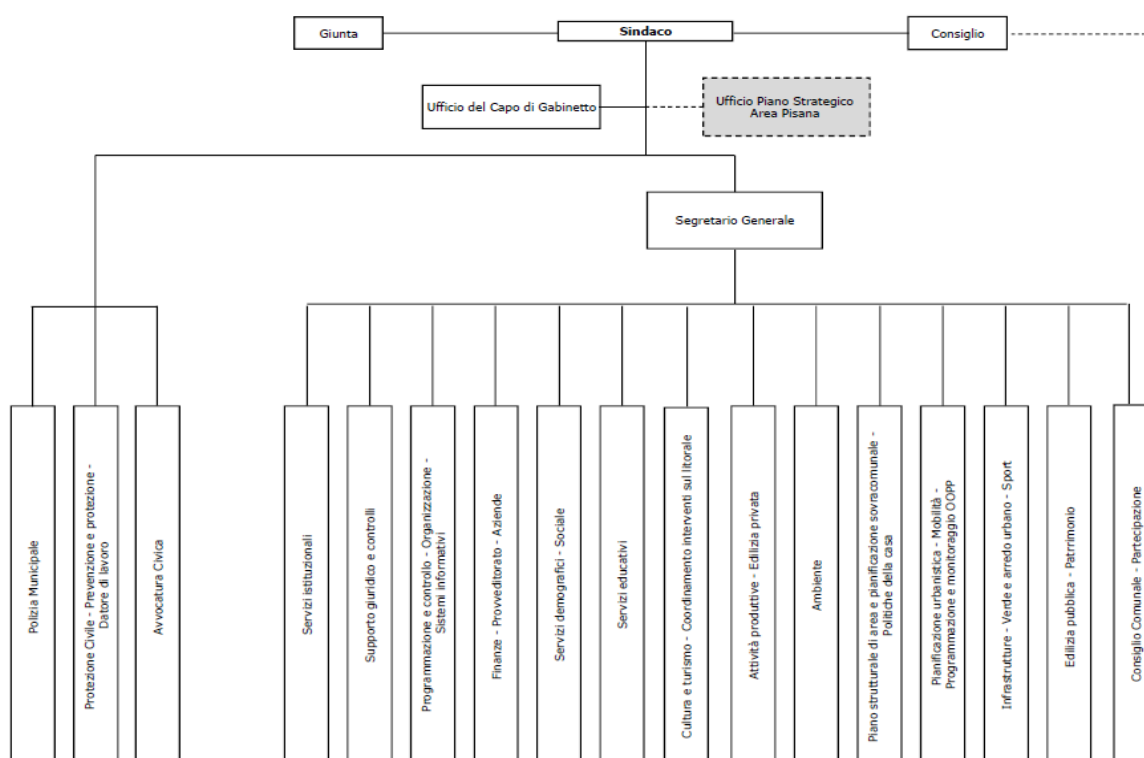 Giunta
Sindaco
Consiglio
Ufficio del Capo di Gabinetto
Ufficio Piano Strategico
Area Pisana
Segretario Generale
Polizia Municipale
Protezione Civile - Prevenzione e protezione -
Datore di lavoro
Avvocatura Civica
Servizi istituzionali
Supporto giuridico e controlli
Programmazione e controllo - Organizzazione -
Sistemi informativi
Finanze - Provveditorato - Aziende
Servizi demografici - Sociale
Servizi educativi
Cultura e turismo - Coordinamento interventi sul litorale
Attività produttive - Edilizia privata
Ambiente
Piano strutturale di area e pianificazione sovracomunale -
Politiche della casa
Pianificazione urbanistica - Mobilità -
Programmazione e monitoraggio OOPP
Infrastrutture - Verde e arredo urbano - Sport
Edilizia pubblica - Patrrimonio
Consiglio Comunale - Partecipazione